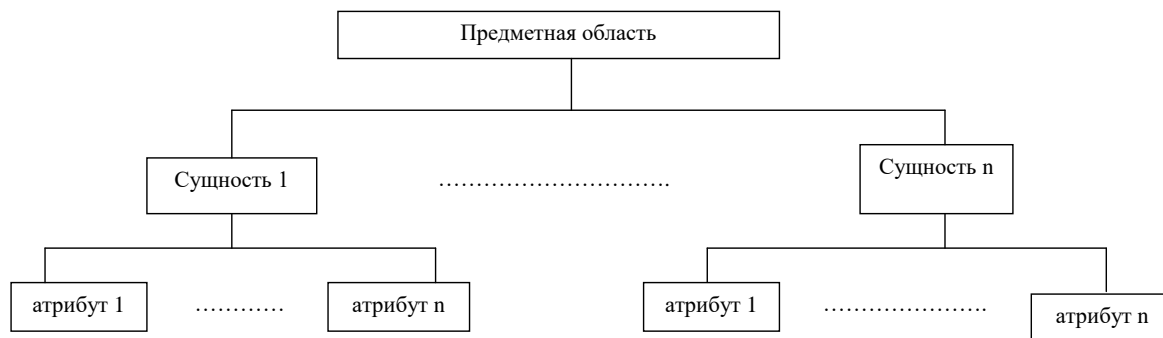 Предметная область
Сущность 1
…………………………. 
Сущность n
атрибут 1
…………
атрибут n
атрибут 1
………………….
атрибут n